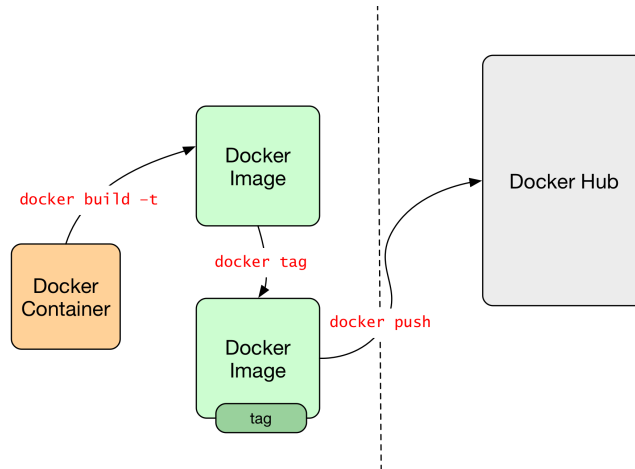 Docker
Image
Docker Hub
docker build -t
docker tag
Docker
Container
docker push
Docker
Image
tag